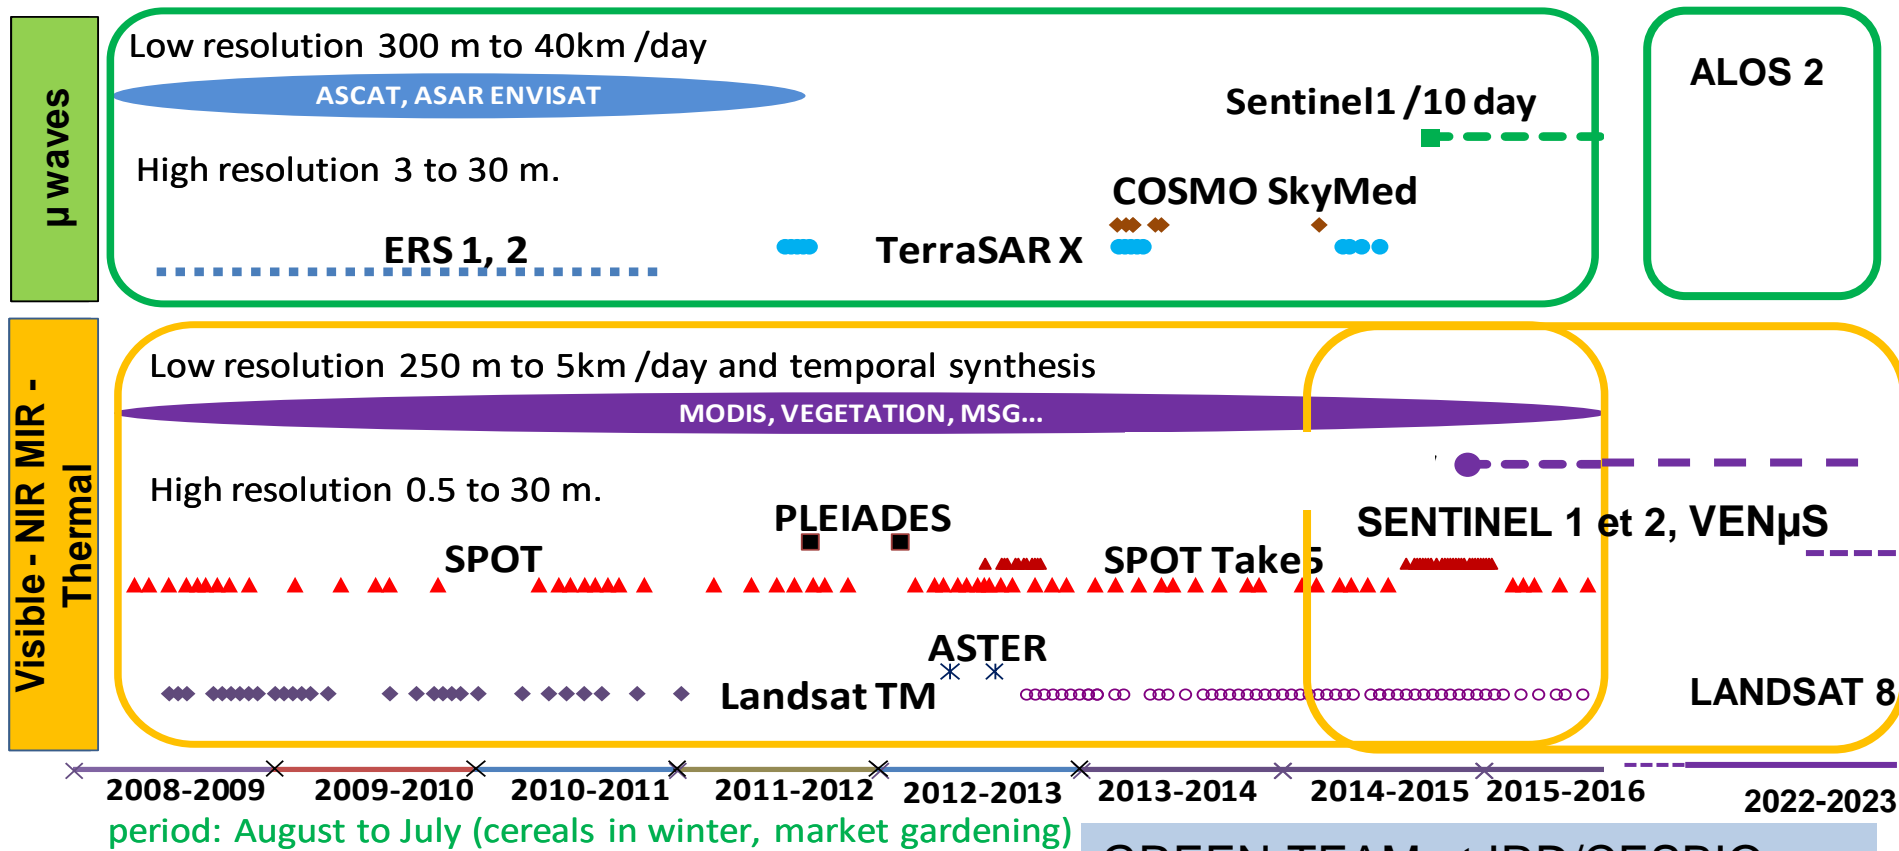 µ waves
Low resolution 300 m to 40km /day
ASCAT, ASAR ENVISAT
Sentinel1 /10 day
High resolution 3 to 30 m.
COSMO SkyMed
ERS 1, 2
TerraSAR X
ALOS 2
Visible - NIR MIR -
Thermal
Low resolution 250 m to 5km /day and temporal synthesis
MODIS, VEGETATION, MSG...
High resolution 0.5 to 30 m.
PLEIADES
SENTINEL 1 et 2, VENµS
SPOT
SPOT Take5
ASTER
Landsat TM
LANDSAT 8
2008-2009
2009-2010
2010-2011
2011-2012
2012-2013
2013-2014
2014-2015
2015-2016
2022-2023
period: August to July (cereals in winter, market gardening)